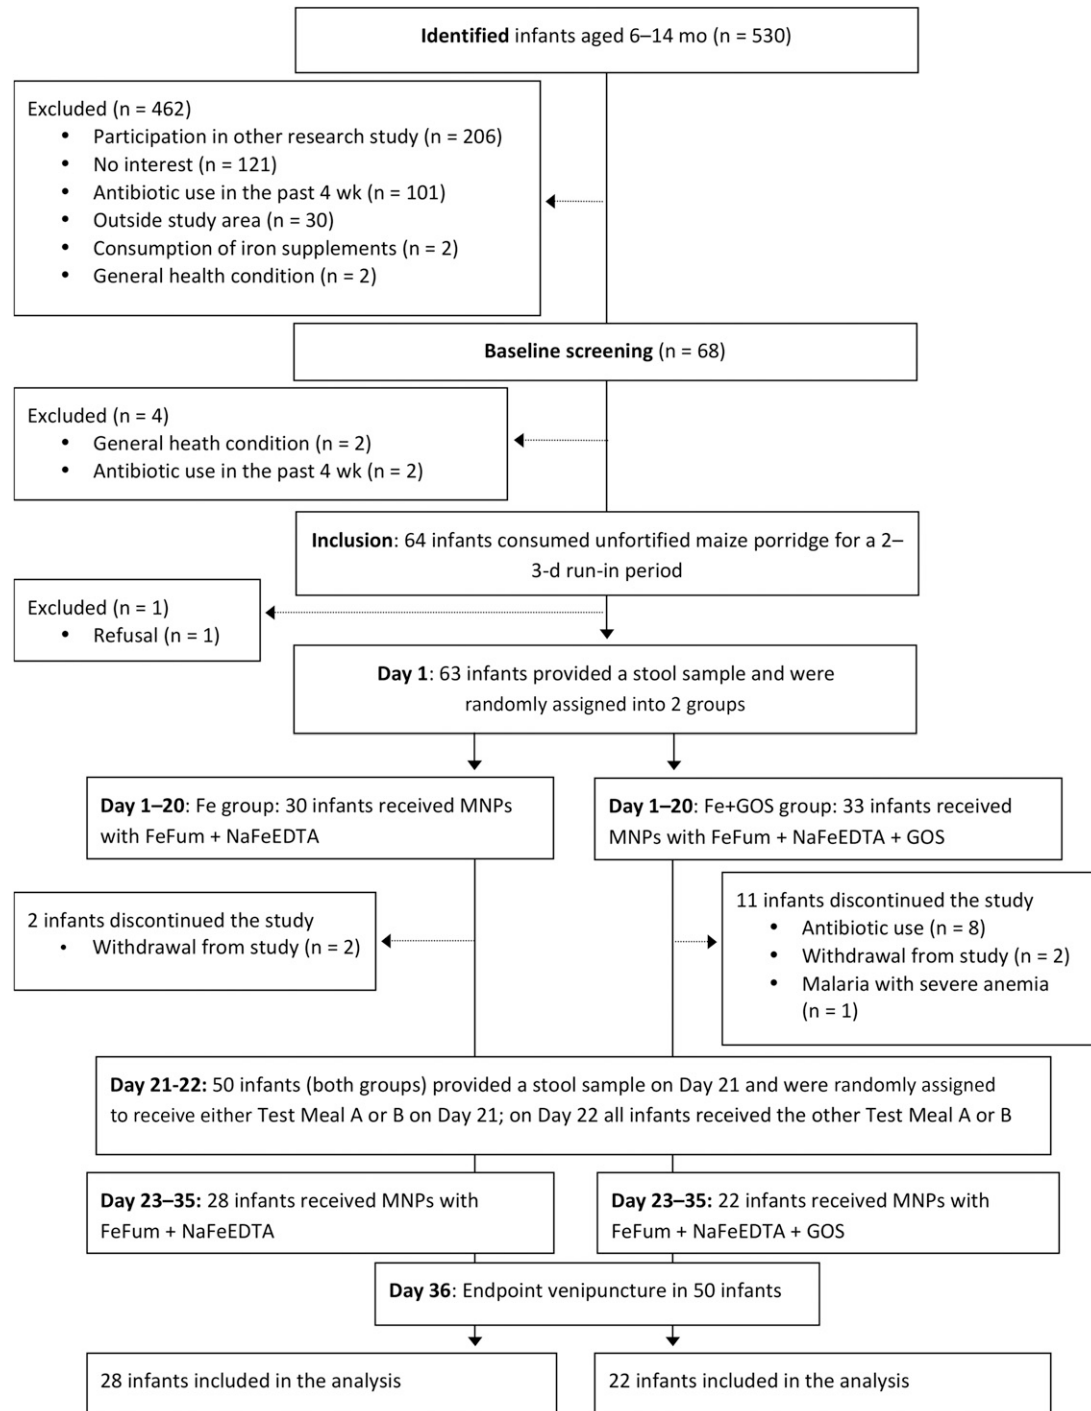 Identified infants aged 6–14 mo (n = 530)
Excluded (n = 462)
• Participation in other research study (n = 206)
• No interest (n = 121)
• Antibiotic use in the past 4 wk (n = 101)
• Outside study area (n = 30)
• Consumption of iron supplements (n = 2)
• General health condition (n = 2)
Baseline screening (n = 68)
Excluded (n = 4)
• General heath condition (n = 2)
• Antibiotic use in the past 4 wk (n = 2)
Inclusion: 64 infants consumed unfortified maize porridge for a 2–
3-d run-in period
Excluded (n = 1)
• Refusal (n = 1)
Day 1: 63 infants provided a stool sample and were
randomly assigned into 2 groups
Day 1–20: Fe group: 30 infants received MNPs
with FeFum + NaFeEDTA
Day 1–20: Fe+GOS group: 33 infants received
MNPs with FeFum + NaFeEDTA + GOS
2 infants discontinued the study
• Withdrawal from study (n = 2)
11 infants discontinued the study
• Antibiotic use (n = 8)
• Withdrawal from study (n = 2)
• Malaria with severe anemia
(n = 1)
Day 21-22: 50 infants (both groups) provided a stool sample on Day 21 and were randomly assigned
to receive either Test Meal A or B on Day 21; on Day 22 all infants received the other Test Meal A or B
Day 23–35: 28 infants received MNPs with
FeFum + NaFeEDTA
Day 23–35: 22 infants received MNPs with
FeFum + NaFeEDTA + GOS
Day 36: Endpoint venipuncture in 50 infants
28 infants included in the analysis
22 infants included in the analysis